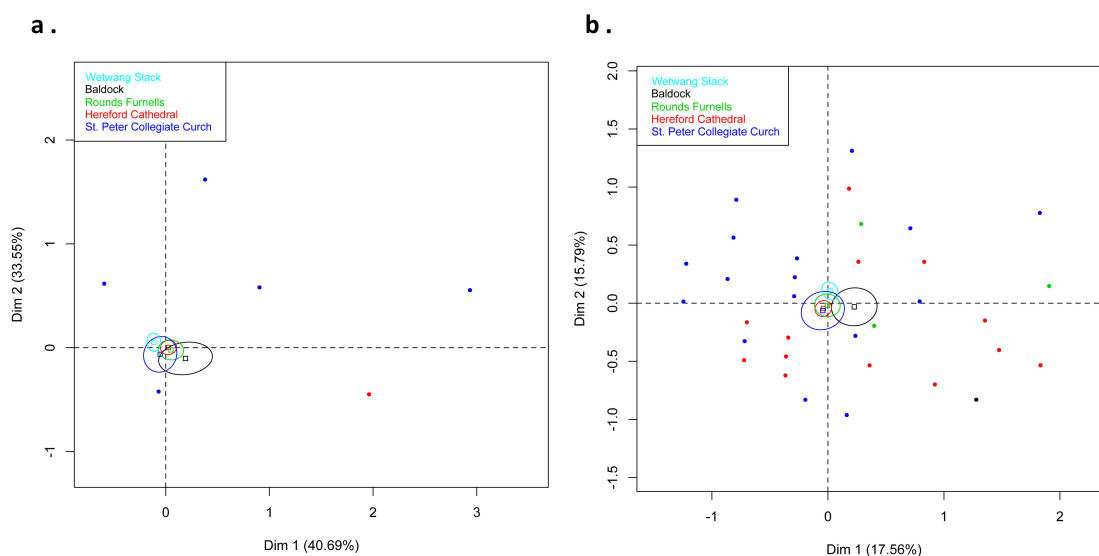 a .
Wetwang Slack
Baldock
Rounds Furnells
Hereford Cathedral
St. Peter Collegiate Curch
2
1
0
-1
Dim 2 (33.55%)
0
1
2
3
Dim 1 (40.69%)
b .
Wetwang Slack
Baldock
Rounds Furnells
Hereford Cathedral
St. Peter Collegiate Curch
2.0
1.5
1.0
0.5
0.0
-0.5
-1.0
-1.5
Dim 2 (15.79%)
-1
0
1
2
Dim 1 (17.56%)